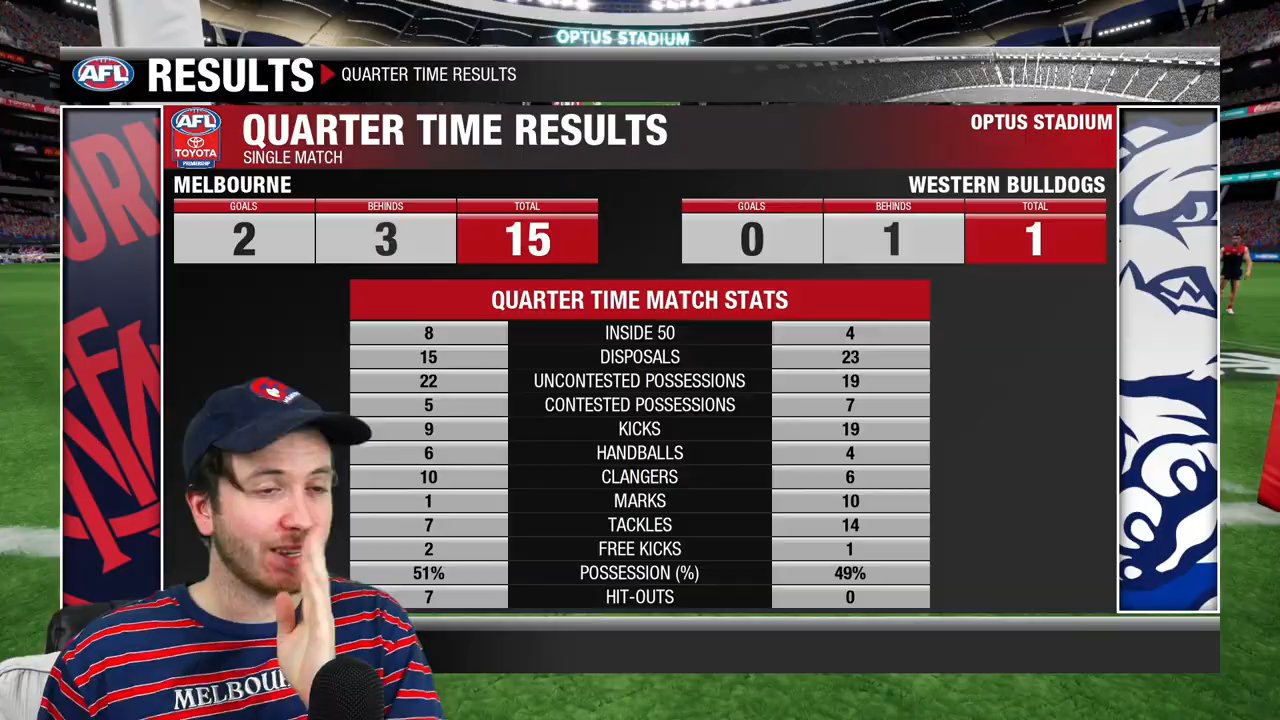 OPTUS STADIUM
AFL RESULTS QUARTER TIME RESULTS
AFL TOYOTA PREMIERSHIP
QUARTER TIME RESULTS
SINGLE MATCH
OPTUS STADIUM
MELBOURNE
WESTERN BULLDOGS
GOALS BEHINDS TOTAL GOALS BEHINDS TOTAL
2 3 15 0 1 1
QUARTER TIME MATCH STATS
8 INSIDE 50 4
15 DISPOSALS 23
22 UNCONTESTED POSSESSIONS 19
5 CONTESTED POSSESSIONS 7
9 KICKS 19
6 HANDBALLS 4
10 CLANGERS 6
1 MARKS 10
7 TACKLES 14
2 FREE KICKS 1
51% POSSESSION (%) 49%
7 HIT-OUTS 0
MELBOU